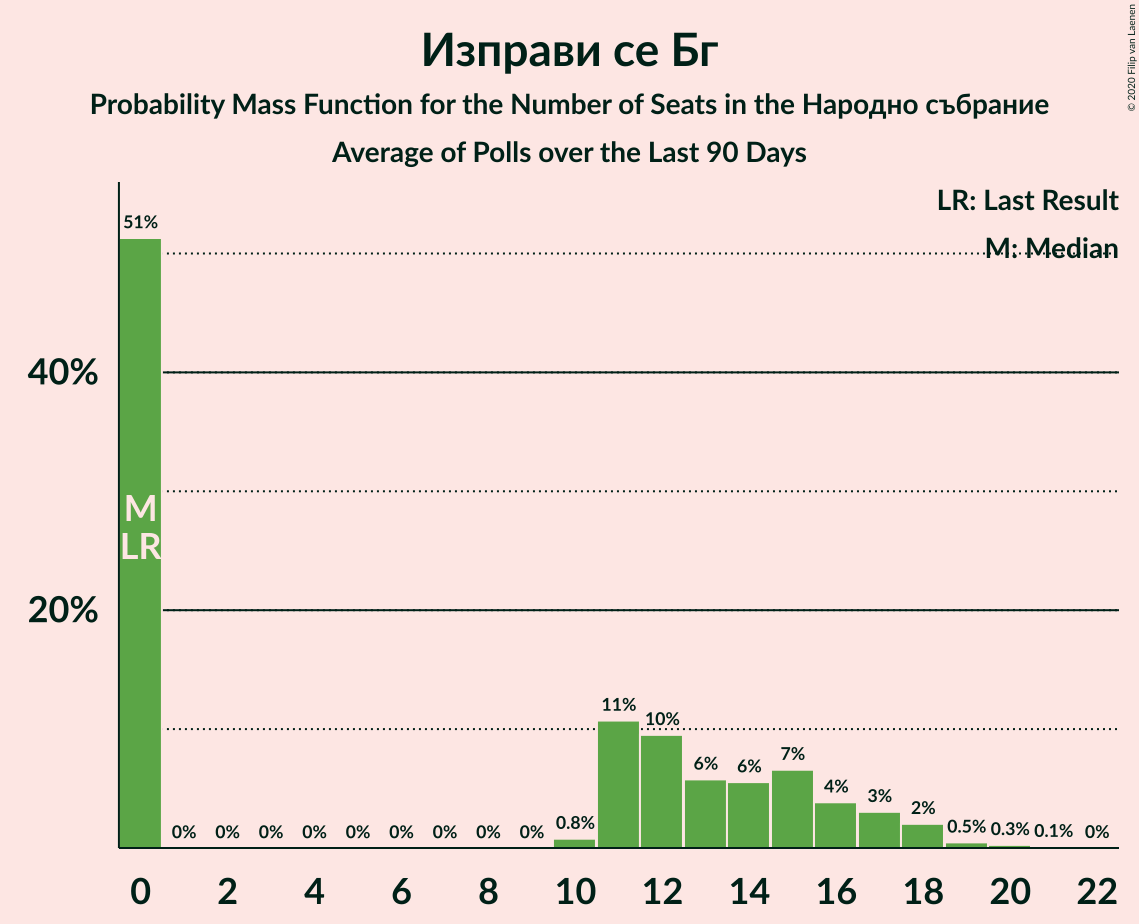 Изправи се Бг
Probability Mass Function for the Number of Seats in the Народно събрание
Average of Polls over the Last 90 Days
© 2020 Filip van Laenen
LR: Last Result
M: Median
51%
40%
20%
M
LR
0% 0% 0% 0% 0% 0% 0% 0% 0% 0.8% 11% 10% 6% 6% 7% 4% 3% 2% 0.5% 0.3% 0.1% 0%
0 2 4 6 8 10 12 14 16 18 20 22